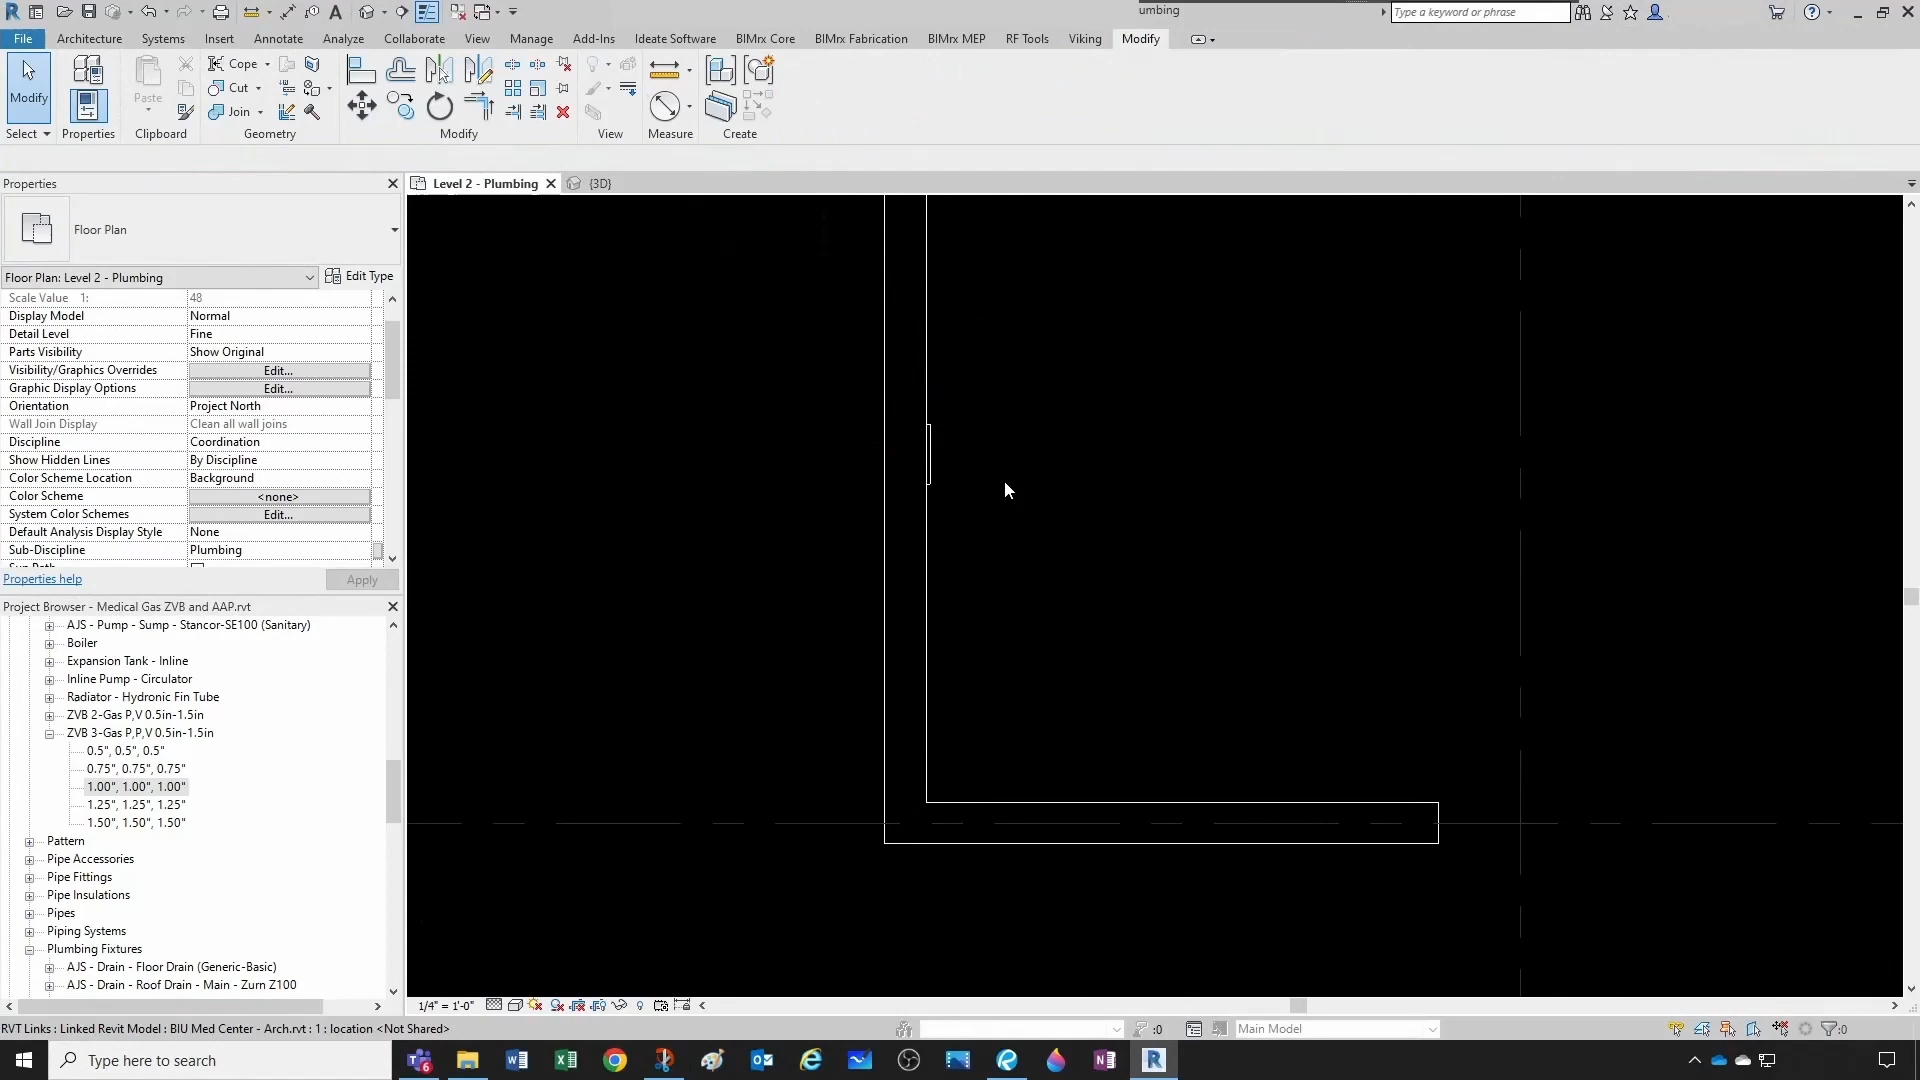 umbing
Type a keyword or phrase
File
Architecture
Systems
Insert
Annotate
Analyze
Collaborate
View
Manage
Add-Ins
Ideate Software
BIMrx Core
BIMrx Fabrication
BIMrx MEP
RF Tools
Viking
Modify
Modify
Paste
Cope
Cut
Join
Select
Properties
Clipboard
Geometry
Modify
View
Measure
Create
Properties
Floor Plan
Floor Plan: Level 2 - Plumbing
Edit Type
Scale Value 1: 48
Display Model Normal
Detail Level Fine
Parts Visibility Show Original
Visibility/Graphics Overrides Edit...
Graphic Display Options Edit...
Orientation Project North
Wall Join Display Clean all wall joins
Discipline Coordination
Show Hidden Lines By Discipline
Color Scheme Location Background
Color Scheme <none>
System Color Schemes Edit...
Default Analysis Display Style None
Sub-Discipline Plumbing
Properties help
Apply
Project Browser - Medical Gas ZVB and AAP.rvt
AJS - Pump - Sump - Stancor-SE100 (Sanitary)
Boiler
Expansion Tank - Inline
Inline Pump - Circulator
Radiator - Hydronic Fin Tube
ZVB 2-Gas P,V 0.5in-1.5in
ZVB 3-Gas P,P,V 0.5in-1.5in
0.5", 0.5", 0.5"
0.75", 0.75", 0.75"
1.00", 1.00", 1.00"
1.25", 1.25", 1.25"
1.50", 1.50", 1.50"
Pattern
Pipe Accessories
Pipe Fittings
Pipe Insulations
Pipes
Piping Systems
Plumbing Fixtures
AJS - Drain - Floor Drain (Generic-Basic)
AJS - Drain - Roof Drain - Main - Zurn Z100
Level 2 - Plumbing
{3D}
1/4" = 1'-0"
RVT Links : Linked Revit Model : BIU Med Center - Arch.rvt : 1 : location <Not Shared>
:0
Main Model
:0
Type here to search
6